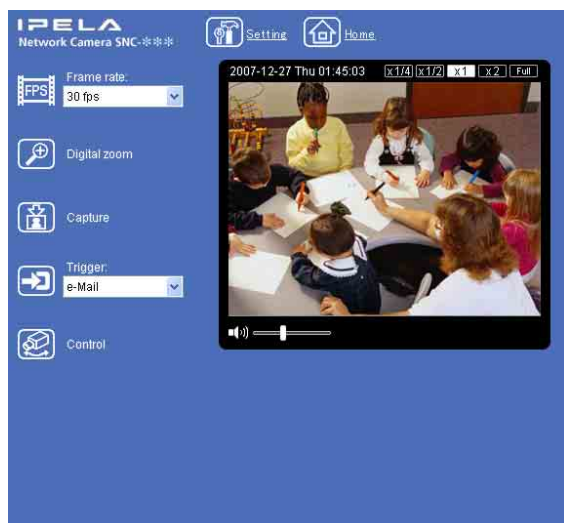 IPELA
Network Camera SNC-***
Setting
Home
FPS
Frame rate:
30 fps
Digital zoom
Capture
Trigger:
e-Mail
Control
2007-12-27 Thu 01:45:03
x1/4 x1/2 x1 x2 Full